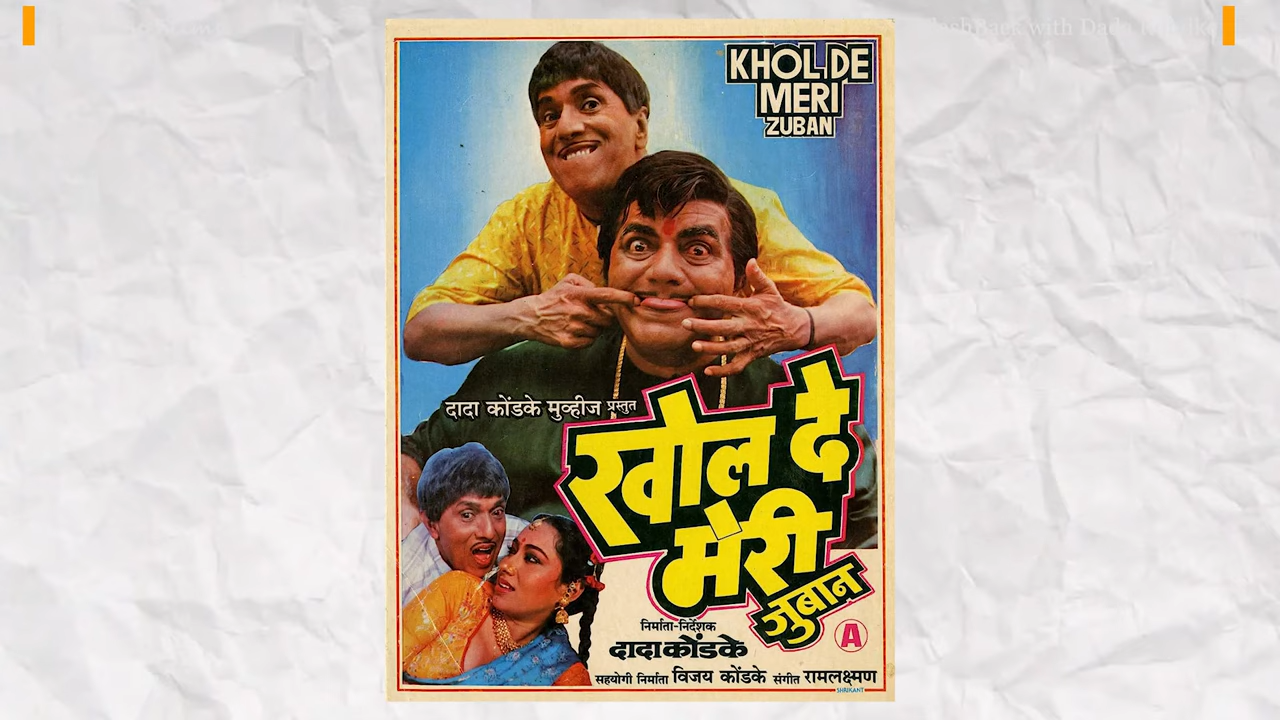 KHOL DE
MERI
ZUBAN
दादा कोंडके मुव्हीज प्रस्तुत
खोल दे
मेरी
जुबान
A
निर्माता-निर्देशक
दादा कोंडके
सहयोगी निर्माता विजय कोंडके संगीत रामलक्ष्मण
SHRIKANT